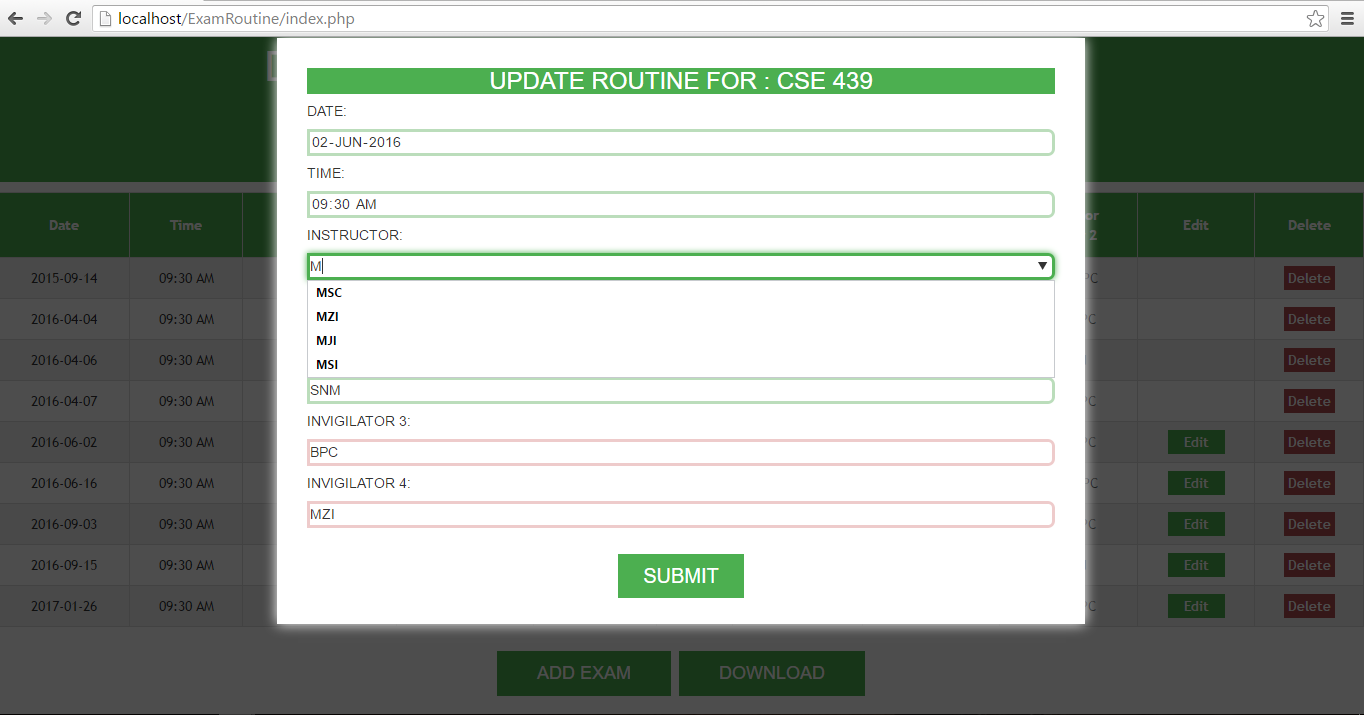 localhost/ExamRoutine/index.php
UPDATE ROUTINE FOR : CSE 439
DATE:
02-JUN-2016
TIME:
09:30 AM
INSTRUCTOR:
M
MSC
MZI
MJI
MSI
SNM
INVIGILATOR 3:
BPC
INVIGILATOR 4:
MZI
SUBMIT
Date Time or 2 Edit Delete
2015-09-14 09:30 AM PC Delete
2016-04-04 09:30 AM PC Delete
2016-04-06 09:30 AM Delete
2016-04-07 09:30 AM PC Delete
2016-06-02 09:30 AM PC Edit Delete
2016-06-16 09:30 AM PC Edit Delete
2016-09-03 09:30 AM Edit Delete
2016-09-15 09:30 AM Edit Delete
2017-01-26 09:30 AM PC Edit Delete
ADD EXAM DOWNLOAD